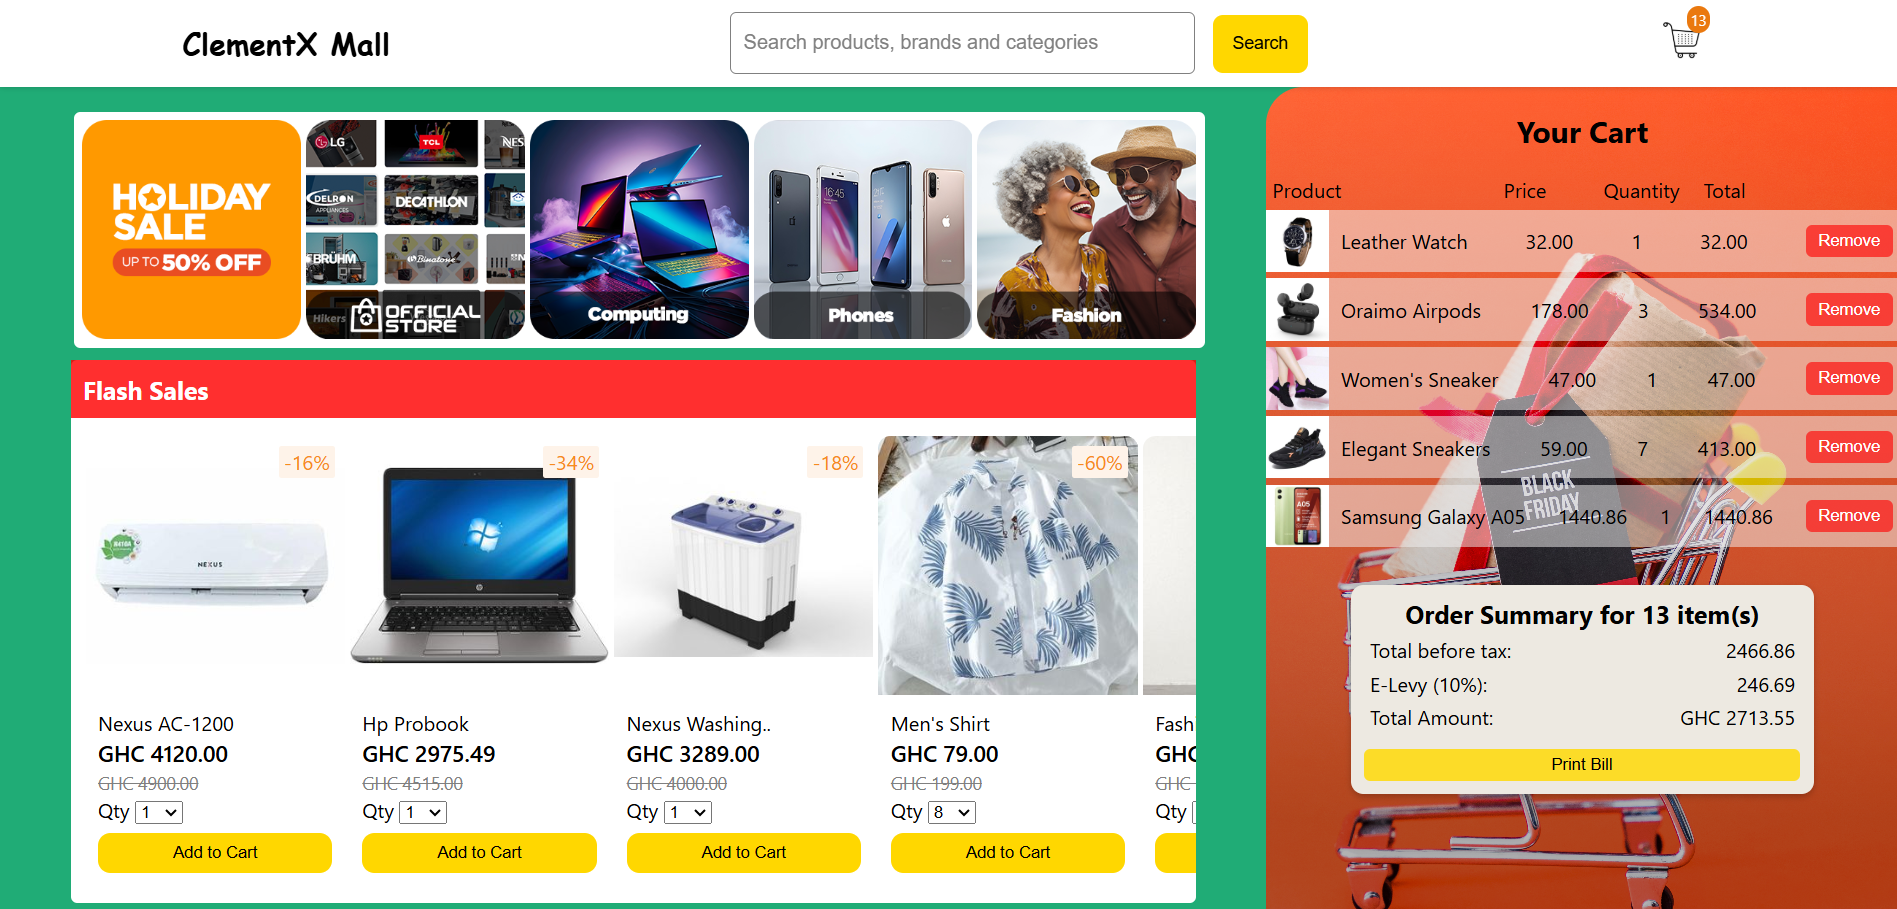 ClementX Mall
Search products, brands and categories
Search
13
HOLIDAY
SALE
UP TO 50% OFF
LG
TCL
NES
DELRON
APPLIANCES
DECATHLON
BRUHM
Binatone
Hikers
OFFICIAL
STORE
Computing
Phones
Fashion
Flash Sales
-16%
-34%
-18%
-60%
NEXUS
Nexus AC-1200
Hp Probook
Nexus Washing..
Men's Shirt
Fash
GHC 4120.00
GHC 2975.49
GHC 3289.00
GHC 79.00
GHC
GHC 4900.00
GHC 4515.00
GHC 4000.00
GHC 199.00
GHC
Qty 1
Qty 1
Qty 1
Qty 8
Qty
Add to Cart
Add to Cart
Add to Cart
Add to Cart
Your Cart
Product Price Quantity Total
Leather Watch 32.00 1 32.00 Remove
Oraimo Airpods 178.00 3 534.00 Remove
Women's Sneaker 47.00 1 47.00 Remove
Elegant Sneakers 59.00 7 413.00 Remove
Samsung Galaxy A05 1440.86 1 1440.86 Remove
BLACK
FRIDAY
A05
Order Summary for 13 item(s)
Total before tax: 2466.86
E-Levy (10%): 246.69
Total Amount: GHC 2713.55
Print Bill